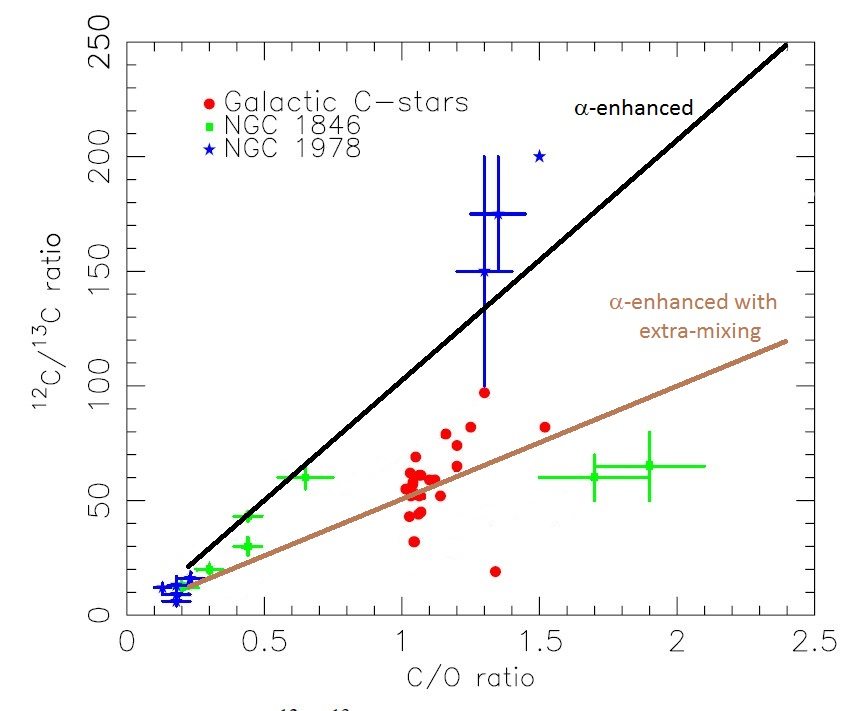 Galactic C-stars
NGC 1846
NGC 1978
α-enhanced
α-enhanced with
extra-mixing
250
200
150
100
50
0
¹²C/¹³C ratio
0 0.5 1 1.5 2 2.5
C/O ratio